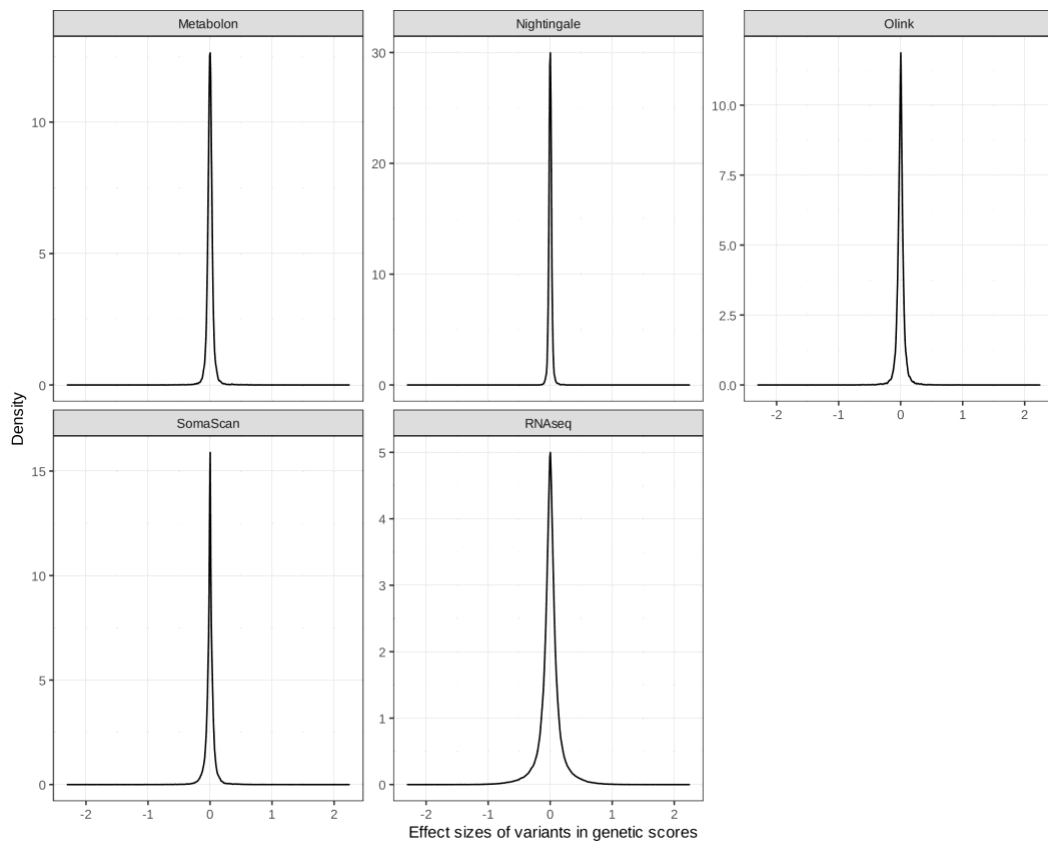 Metabolon
Nightingale
Olink
10
5
0
30
20
10
0
10.0
7.5
5.0
2.5
0.0
-2 -1 0 1 2
Density
SomaScan
RNAseq
15
10
5
0
5
4
3
2
1
0
-2 -1 0 1 2
-2 -1 0 1 2
Effect sizes of variants in genetic scores